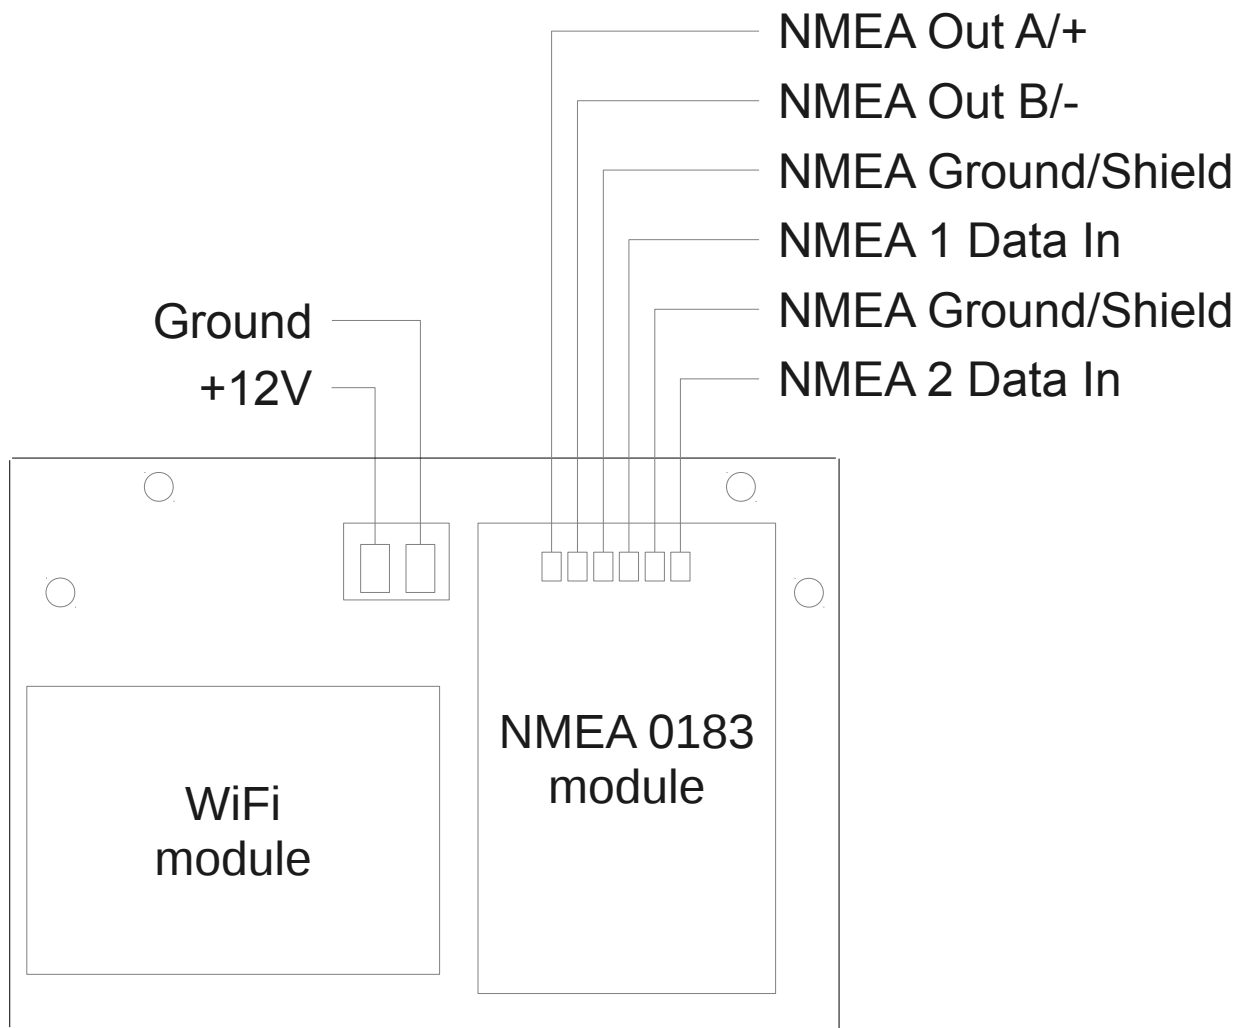 NMEA Out A/+
NMEA Out B/-
NMEA Ground/Shield
NMEA 1 Data In
NMEA Ground/Shield
NMEA 2 Data In
Ground
+12V
WiFi
module
NMEA 0183
module